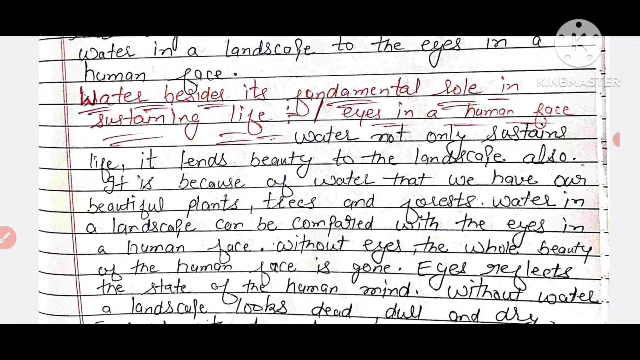 water in a landscape to the eyes in a
human face.
Water besides its fundamental role in
sustaining life :- / eyes in a human face
water not only sustains
life, it lends beauty to the landscape also.
It is because of water that we have our
beautiful plants, trees and forests. Water in
a landscape can be compared with the eyes in
a human face. Without eyes, the whole beauty
of the human face is gone. Eyes reflects
the state of the human mind. Without water
a landscape looks dead, dull and dry.
KINEMASTER